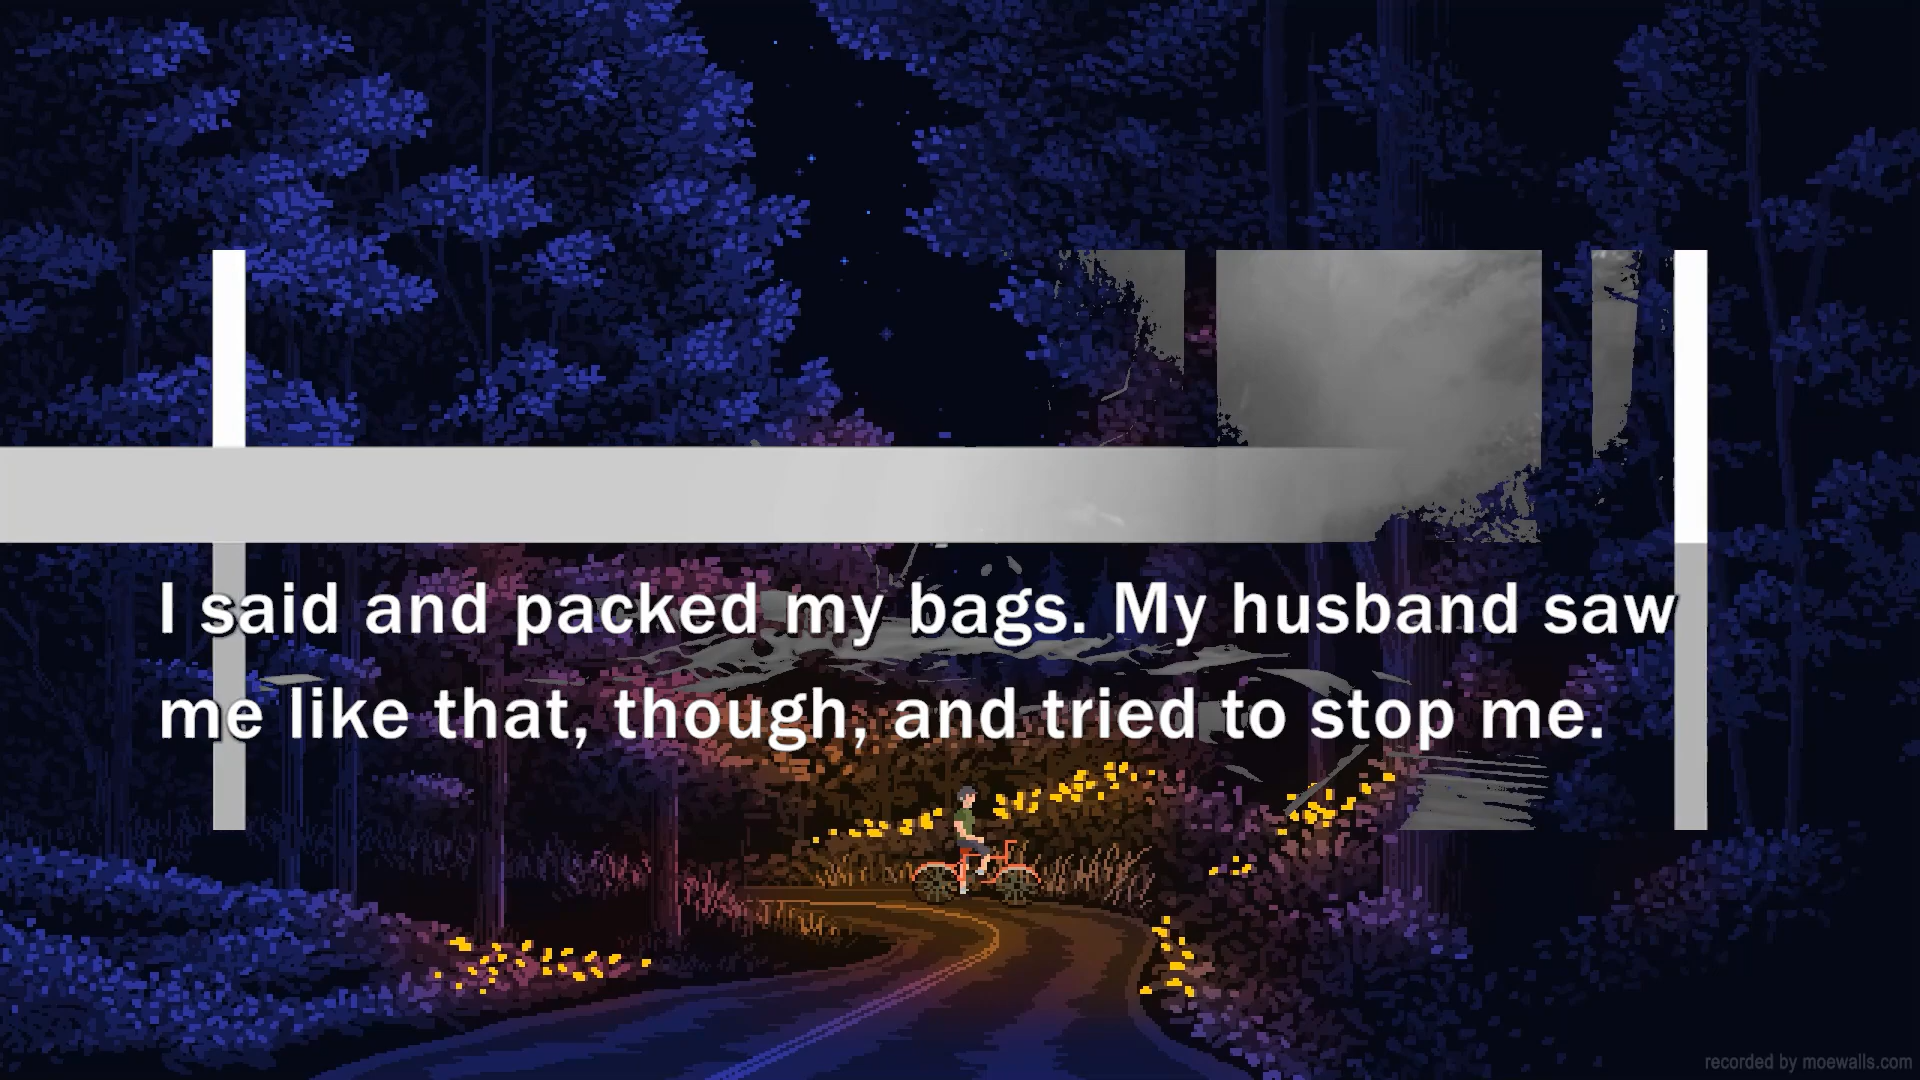 I said and packed my bags. My husband saw
me like that, though, and tried to stop me.
recorded by moewalls.com